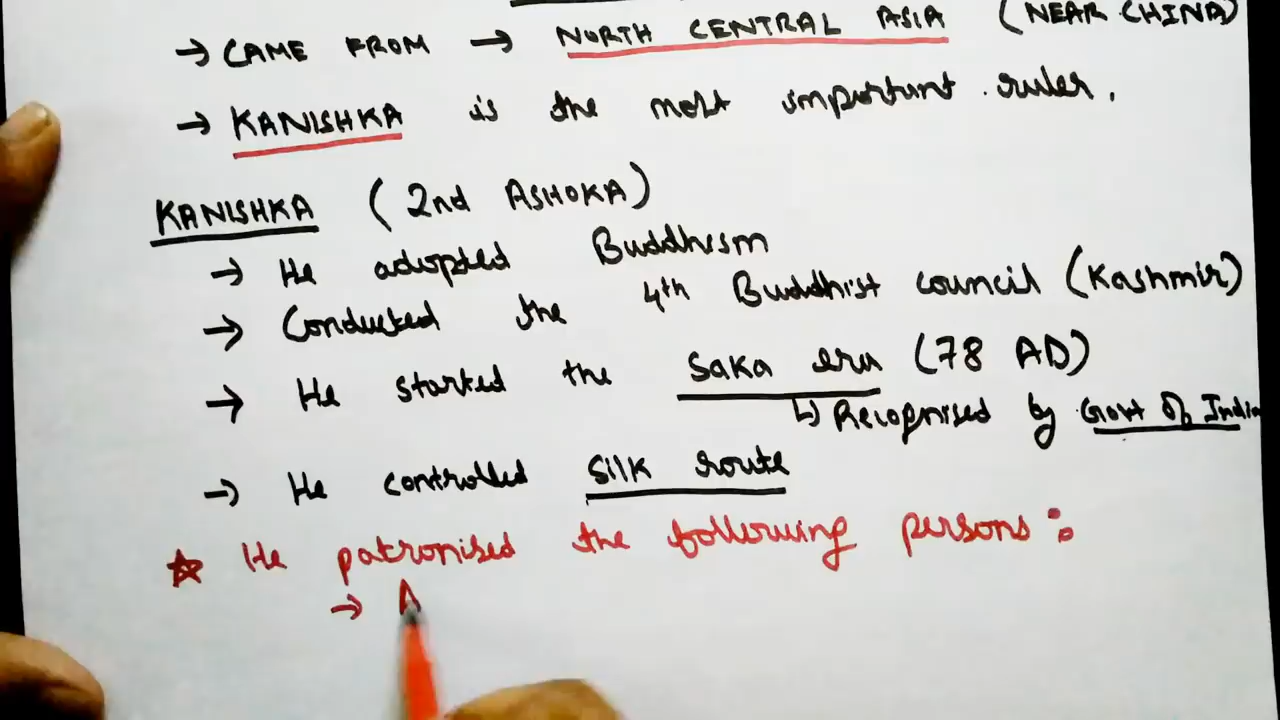 → CAME FROM → NORTH CENTRAL ASIA (NEAR CHINA)
→ KANISHKA is the most important ruler.
KANISHKA (2nd ASHOKA)
→ He adopted Buddhism
→ Conducted the 4th Buddhist council (Kashmir)
→ He started the Saka era (78 AD)
↳ Recognised by Govt Of India
→ He controlled Silk route
☆ He patronised the following persons :
→ A